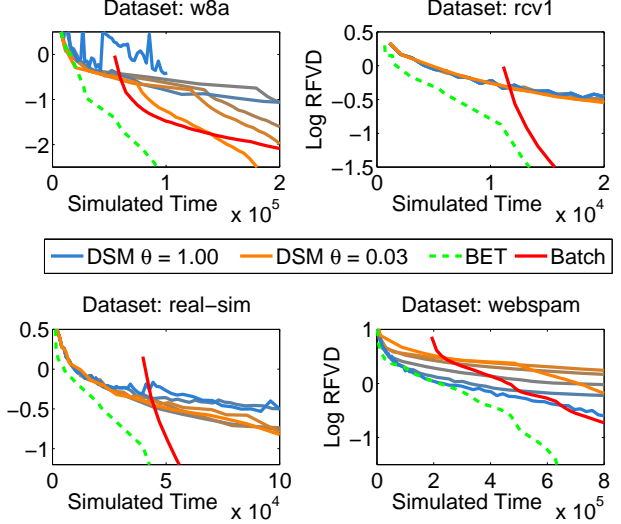 Dataset: w8a
Dataset: rcv1
0
−1
−2
0 1 2
Simulated Time
x 10^5
Log RFVD
0.5
0
−0.5
−1
−1.5
0 1 2
Simulated Time
x 10^4
DSM θ = 1.00 DSM θ = 0.03 BET Batch
Dataset: real−sim
Dataset: webspam
0.5
0
−0.5
−1
0 5 10
Simulated Time
x 10^4
Log RFVD
1
0
−1
0 2 4 6 8
Simulated Time
x 10^5